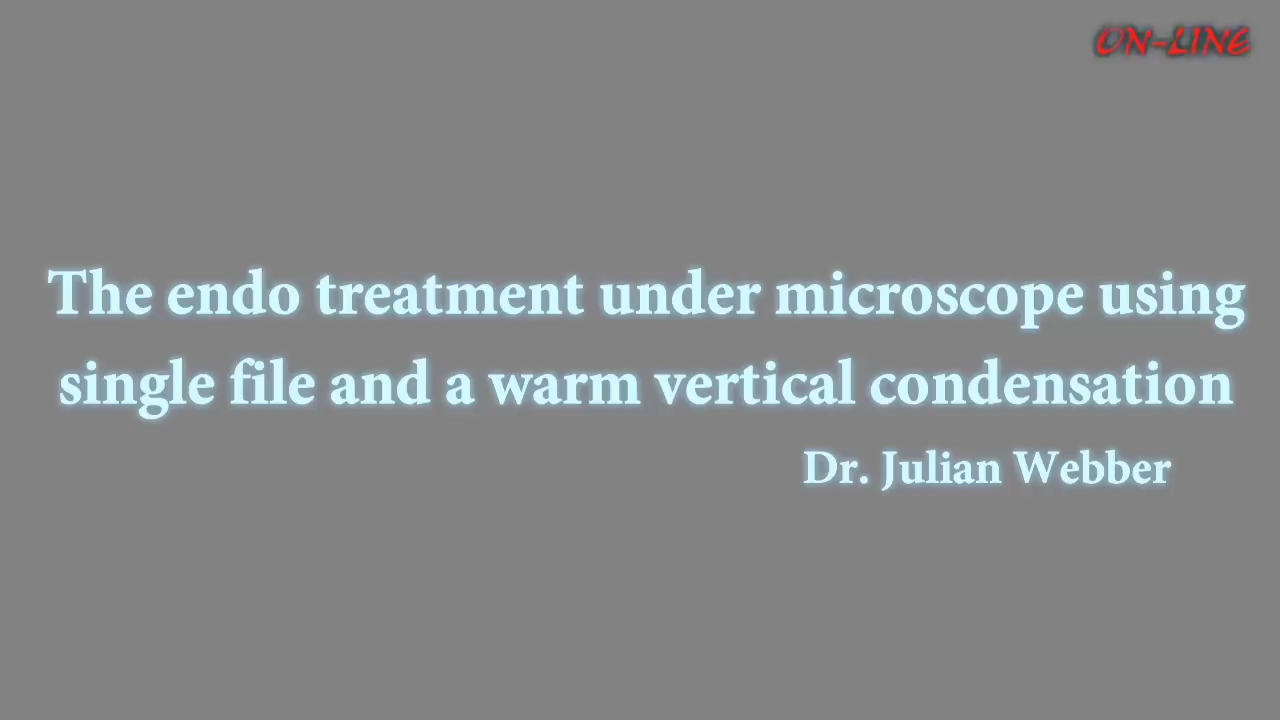 ON-LINE
The endo treatment under microscope using
single file and a warm vertical condensation
Dr. Julian Webber